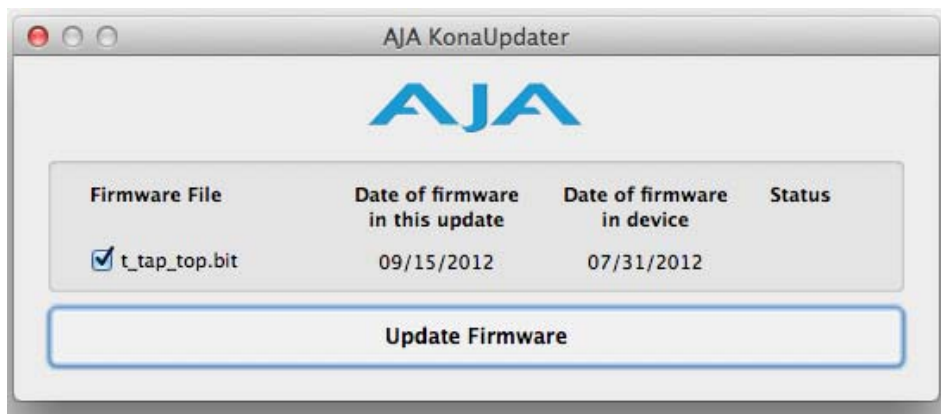 AJA KonaUpdater
AJA
Firmware File
Date of firmware
in this update
Date of firmware
in device
Status
t_tap_top.bit
09/15/2012
07/31/2012
Update Firmware